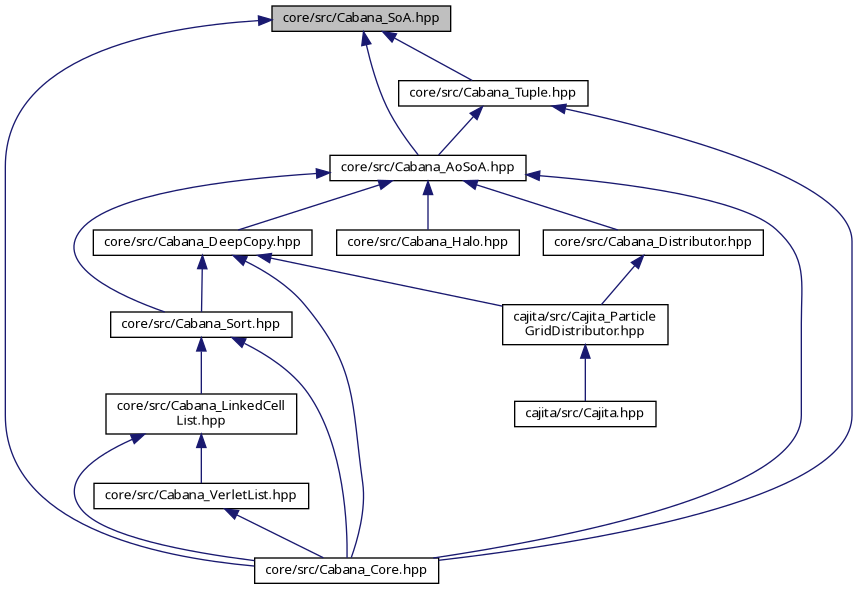 core/src/Cabana_SoA.hpp
core/src/Cabana_Tuple.hpp
core/src/Cabana_AoSoA.hpp
core/src/Cabana_DeepCopy.hpp
core/src/Cabana_Halo.hpp
core/src/Cabana_Distributor.hpp
core/src/Cabana_Sort.hpp
cajita/src/Cajita_Particle
GridDistributor.hpp
core/src/Cabana_LinkedCell
List.hpp
cajita/src/Cajita.hpp
core/src/Cabana_VerletList.hpp
core/src/Cabana_Core.hpp